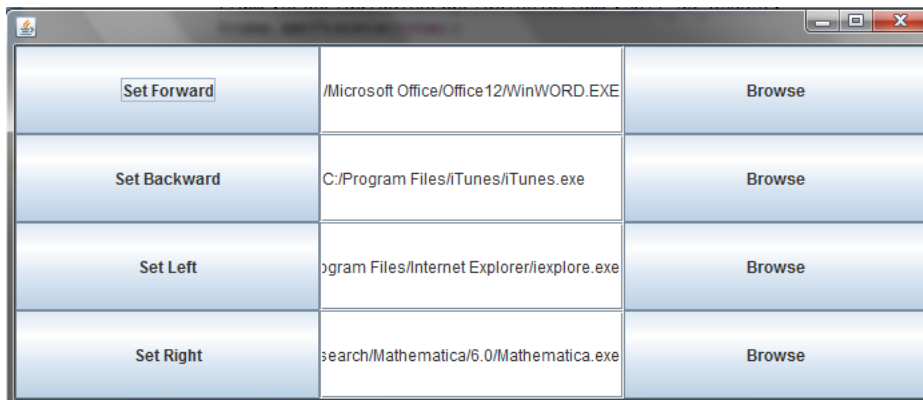 Set Forward /Microsoft Office/Office12/WinWORD.EXE Browse
Set Backward C:/Program Files/iTunes/iTunes.exe Browse
Set Left ogram Files/Internet Explorer/iexplore.exe Browse
Set Right search/Mathematica/6.0/Mathematica.exe Browse